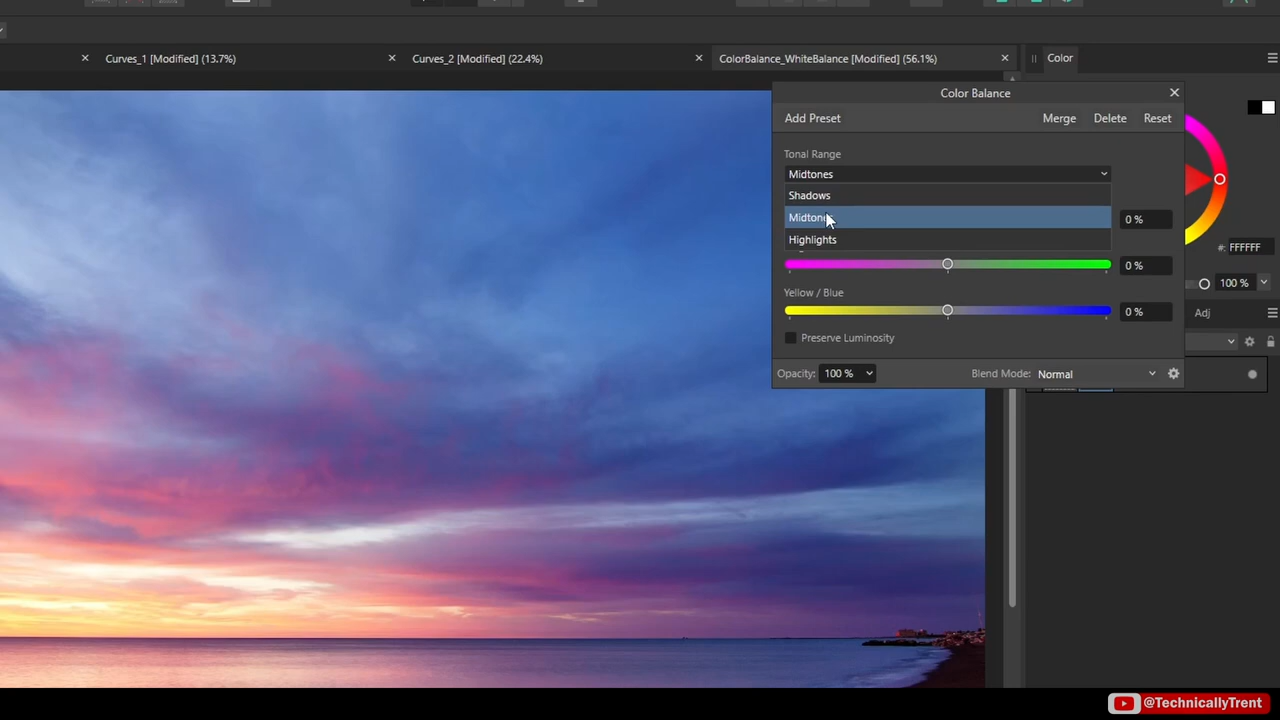 Curves_1 [Modified] (13.7%)
Curves_2 [Modified] (22.4%)
ColorBalance_WhiteBalance [Modified] (56.1%)
Color
Color Balance
Add Preset
Merge
Delete
Reset
Tonal Range
Midtones
Shadows
Highlights
0 %
0 %
#: FFFFFF
100 %
Yellow / Blue
0 %
Adj
Preserve Luminosity
Opacity: 100 %
Blend Mode: Normal
@TechnicallyTrent